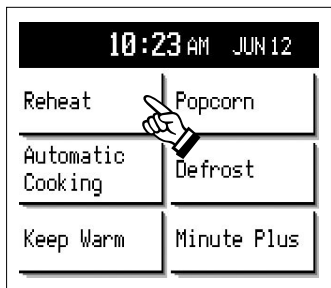 10:23 AM JUN 12
Reheat Popcorn
Automatic
Cooking
Defrost
Keep Warm Minute Plus